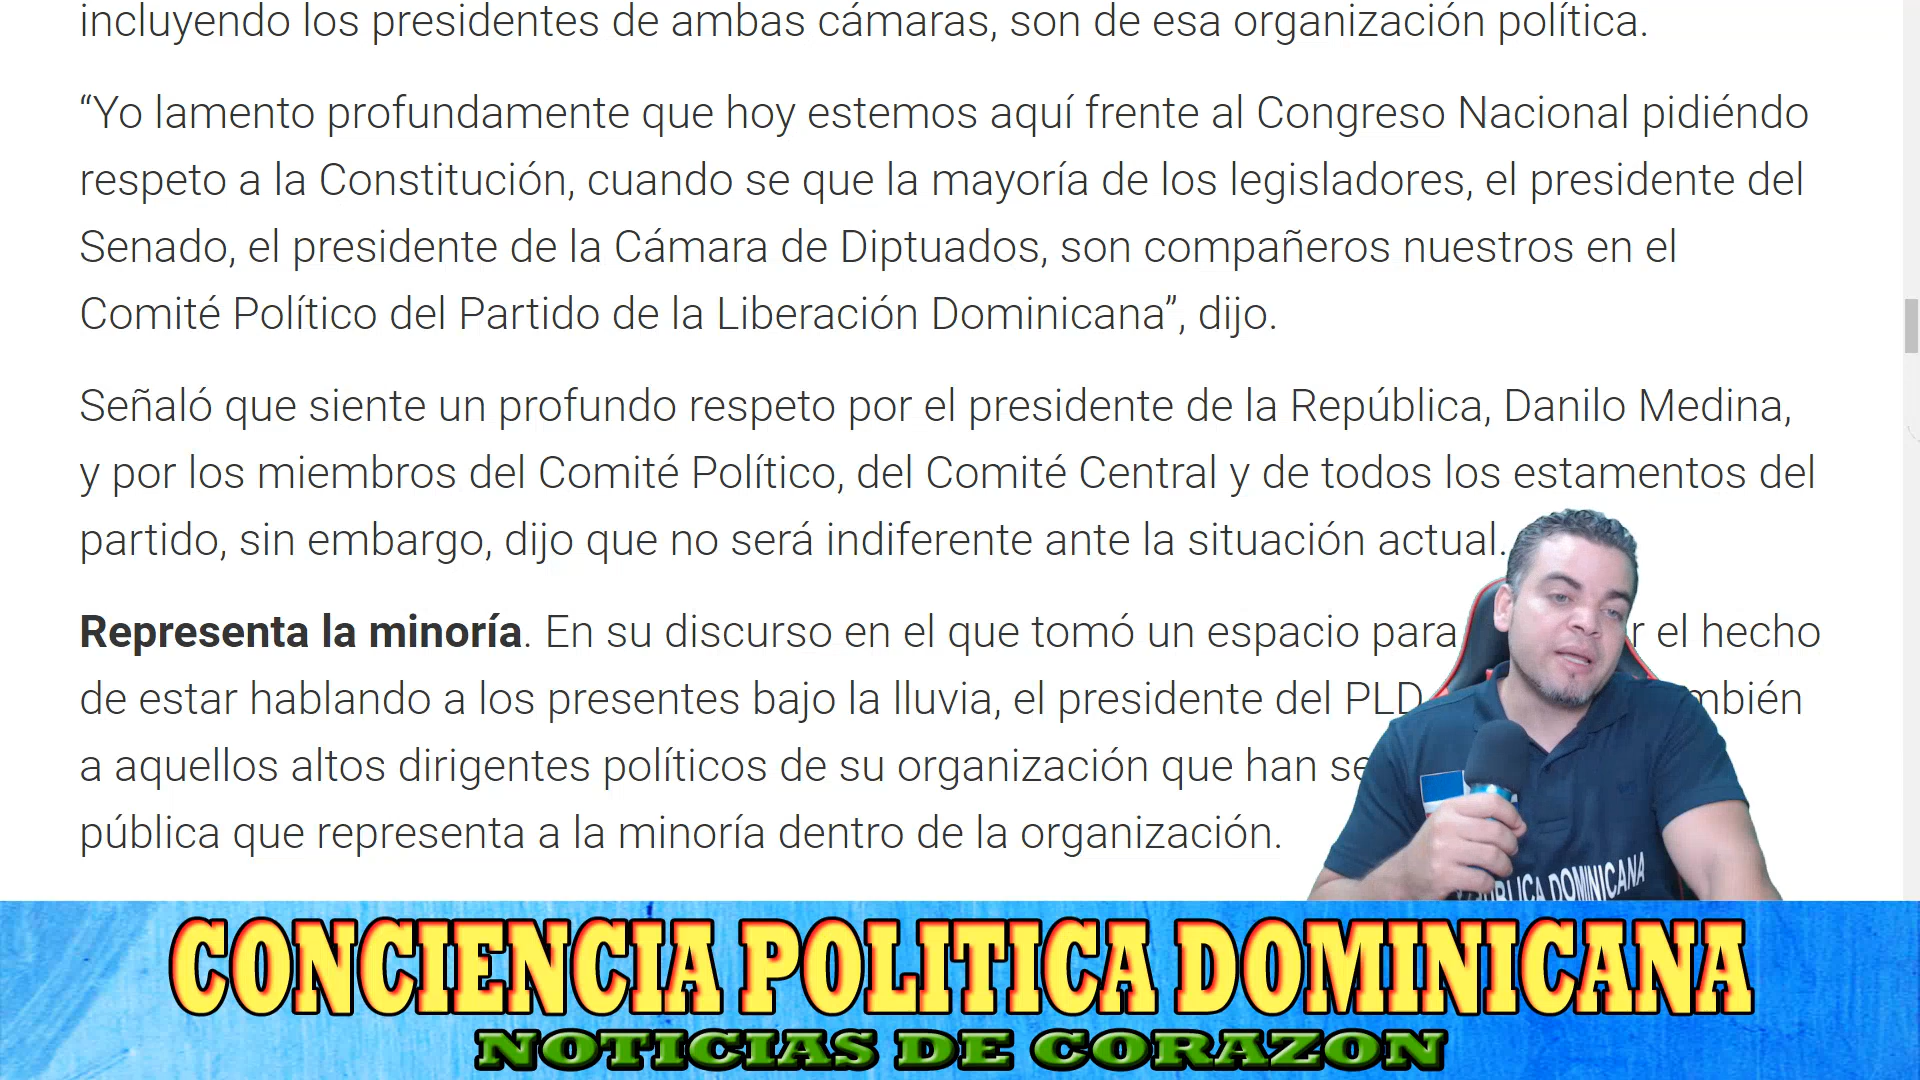 incluyendo los presidentes de ambas cámaras, son de esa organización política.
“Yo lamento profundamente que hoy estemos aquí frente al Congreso Nacional pidiéndo
respeto a la Constitución, cuando se que la mayoría de los legisladores, el presidente del
Senado, el presidente de la Cámara de Diptuados, son compañeros nuestros en el
Comité Político del Partido de la Liberación Dominicana”, dijo.
Señaló que siente un profundo respeto por el presidente de la República, Danilo Medina,
y por los miembros del Comité Político, del Comité Central y de todos los estamentos del
partido, sin embargo, dijo que no será indiferente ante la situación actual.
Representa la minoría. En su discurso en el que tomó un espacio para el hecho
de estar hablando a los presentes bajo la lluvia, el presidente del PLD
a aquellos altos dirigentes políticos de su organización que han
pública que representa a la minoría dentro de la organización.
DOMINICANA
CONCIENCIA POLITICA DOMINICANA
NOTICIAS DE CORAZON